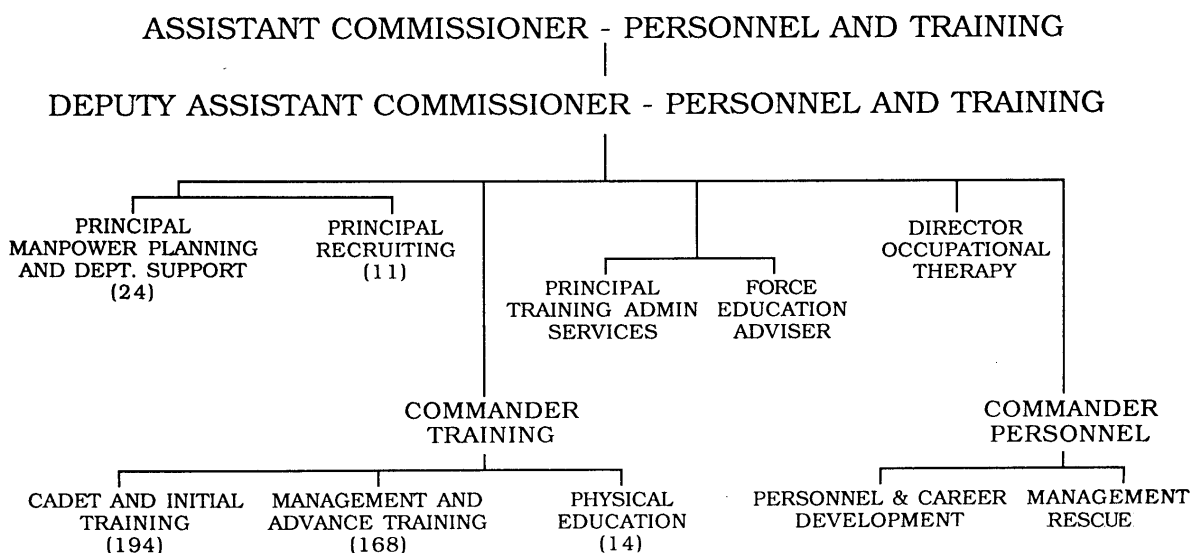 ASSISTANT COMMISSIONER - PERSONNEL AND TRAINING
DEPUTY ASSISTANT COMMISSIONER - PERSONNEL AND TRAINING
PRINCIPAL
MANPOWER PLANNING
AND DEPT. SUPPORT
(24)
PRINCIPAL
RECRUITING
(11)
PRINCIPAL
TRAINING ADMIN
SERVICES
FORCE
EDUCATION
ADVISER
DIRECTOR
OCCUPATIONAL
THERAPY
COMMANDER
TRAINING
COMMANDER
PERSONNEL
CADET AND INITIAL
TRAINING
(194)
MANAGEMENT AND
ADVANCE TRAINING
(168)
PHYSICAL
EDUCATION
(14)
PERSONNEL & CAREER
DEVELOPMENT
MANAGEMENT
RESCUE